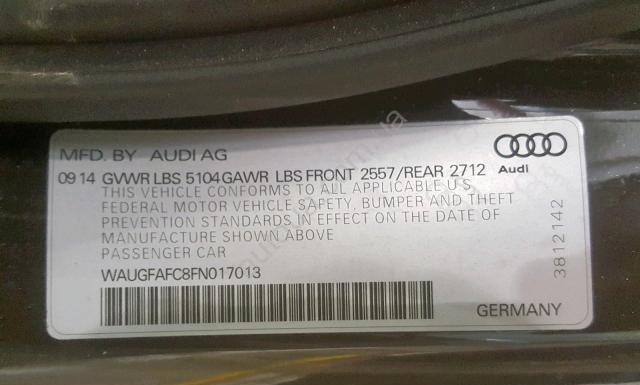 MFD. BY AUDI AG
09 14 GVWR LBS 5104 GAWR LBS FRONT 2557/REAR 2712
Audi
THIS VEHICLE CONFORMS TO ALL APPLICABLE U.S.
FEDERAL MOTOR VEHICLE SAFETY, BUMPER AND THEFT
PREVENTION STANDARDS IN EFFECT ON THE DATE OF
MANUFACTURE SHOWN ABOVE
PASSENGER CAR
WAUGFAFC8FN017013
3812142
GERMANY